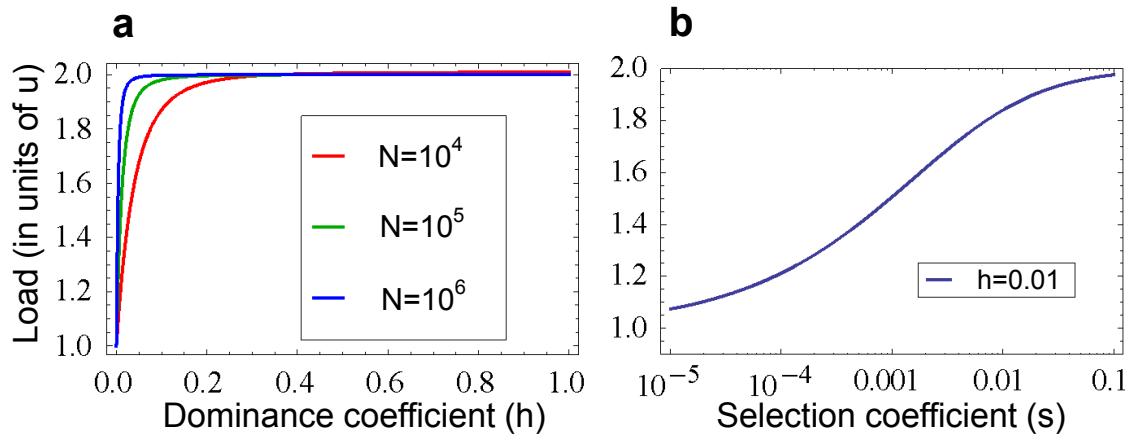 a
Load (in units of u)
2.0
1.8
1.6
1.4
1.2
1.0
N=10^4
N=10^5
N=10^6
0.0 0.2 0.4 0.6 0.8 1.0
Dominance coefficient (h)
b
2.0
1.8
1.6
1.4
1.2
1.0
h=0.01
10^-5 10^-4 0.001 0.01 0.1
Selection coefficient (s)